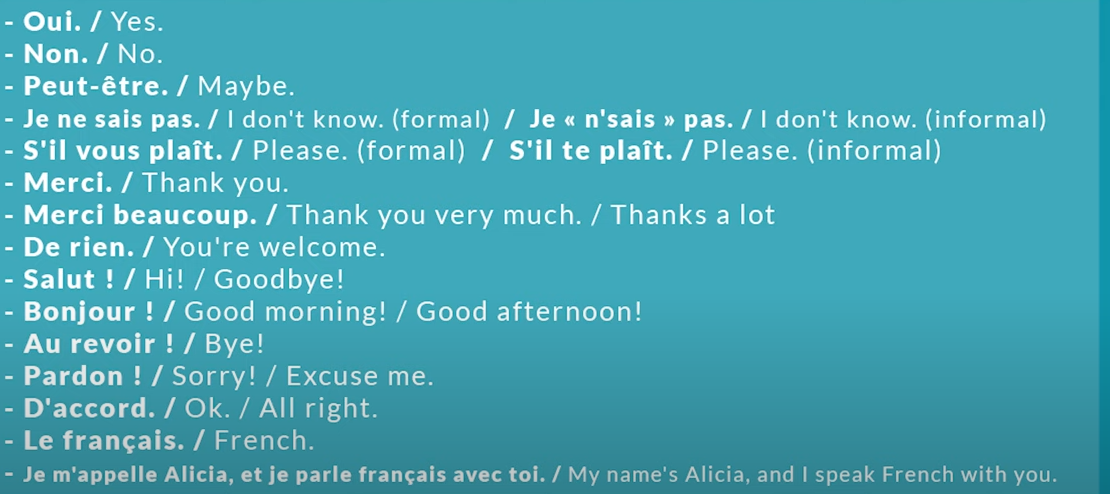 - Oui. / Yes.
- Non. / No.
- Peut-être. / Maybe.
- Je ne sais pas. / I don't know. (formal) / Je « n'sais » pas. / I don't know. (informal)
- S'il vous plaît. / Please. (formal) / S'il te plaît. / Please. (informal)
- Merci. / Thank you.
- Merci beaucoup. / Thank you very much. / Thanks a lot
- De rien. / You're welcome.
- Salut ! / Hi! / Goodbye!
- Bonjour ! / Good morning! / Good afternoon!
- Au revoir ! / Bye!
- Pardon ! / Sorry! / Excuse me.
- D'accord. / Ok. / All right.
- Le français. / French.
- Je m'appelle Alicia, et je parle français avec toi. / My name's Alicia, and I speak French with you.